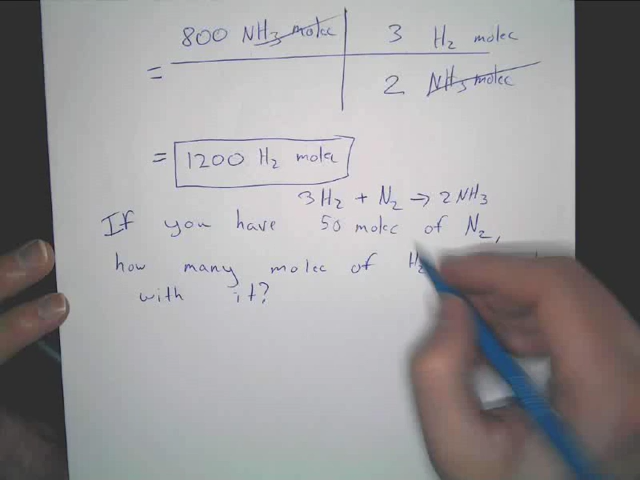 800 NH3 molec 3 H2 molec
=
2 NH3 molec
= 1200 H2 molec
3H2 + N2 → 2NH3
If you have 50 molec of N2,
how many molec of H2
with it?